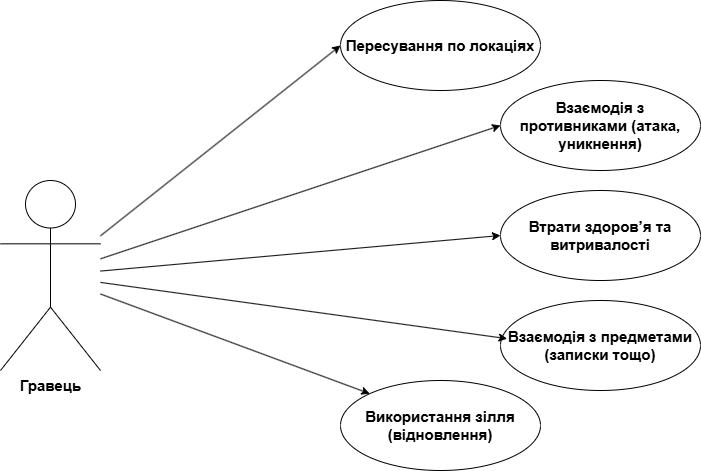 Пересування по локаціях
Взаємодія з
противниками (атака,
уникнення)
Втрати здоров’я та
витривалості
Взаємодія з предметами
(записки тощо)
Гравець
Використання зілля
(відновлення)